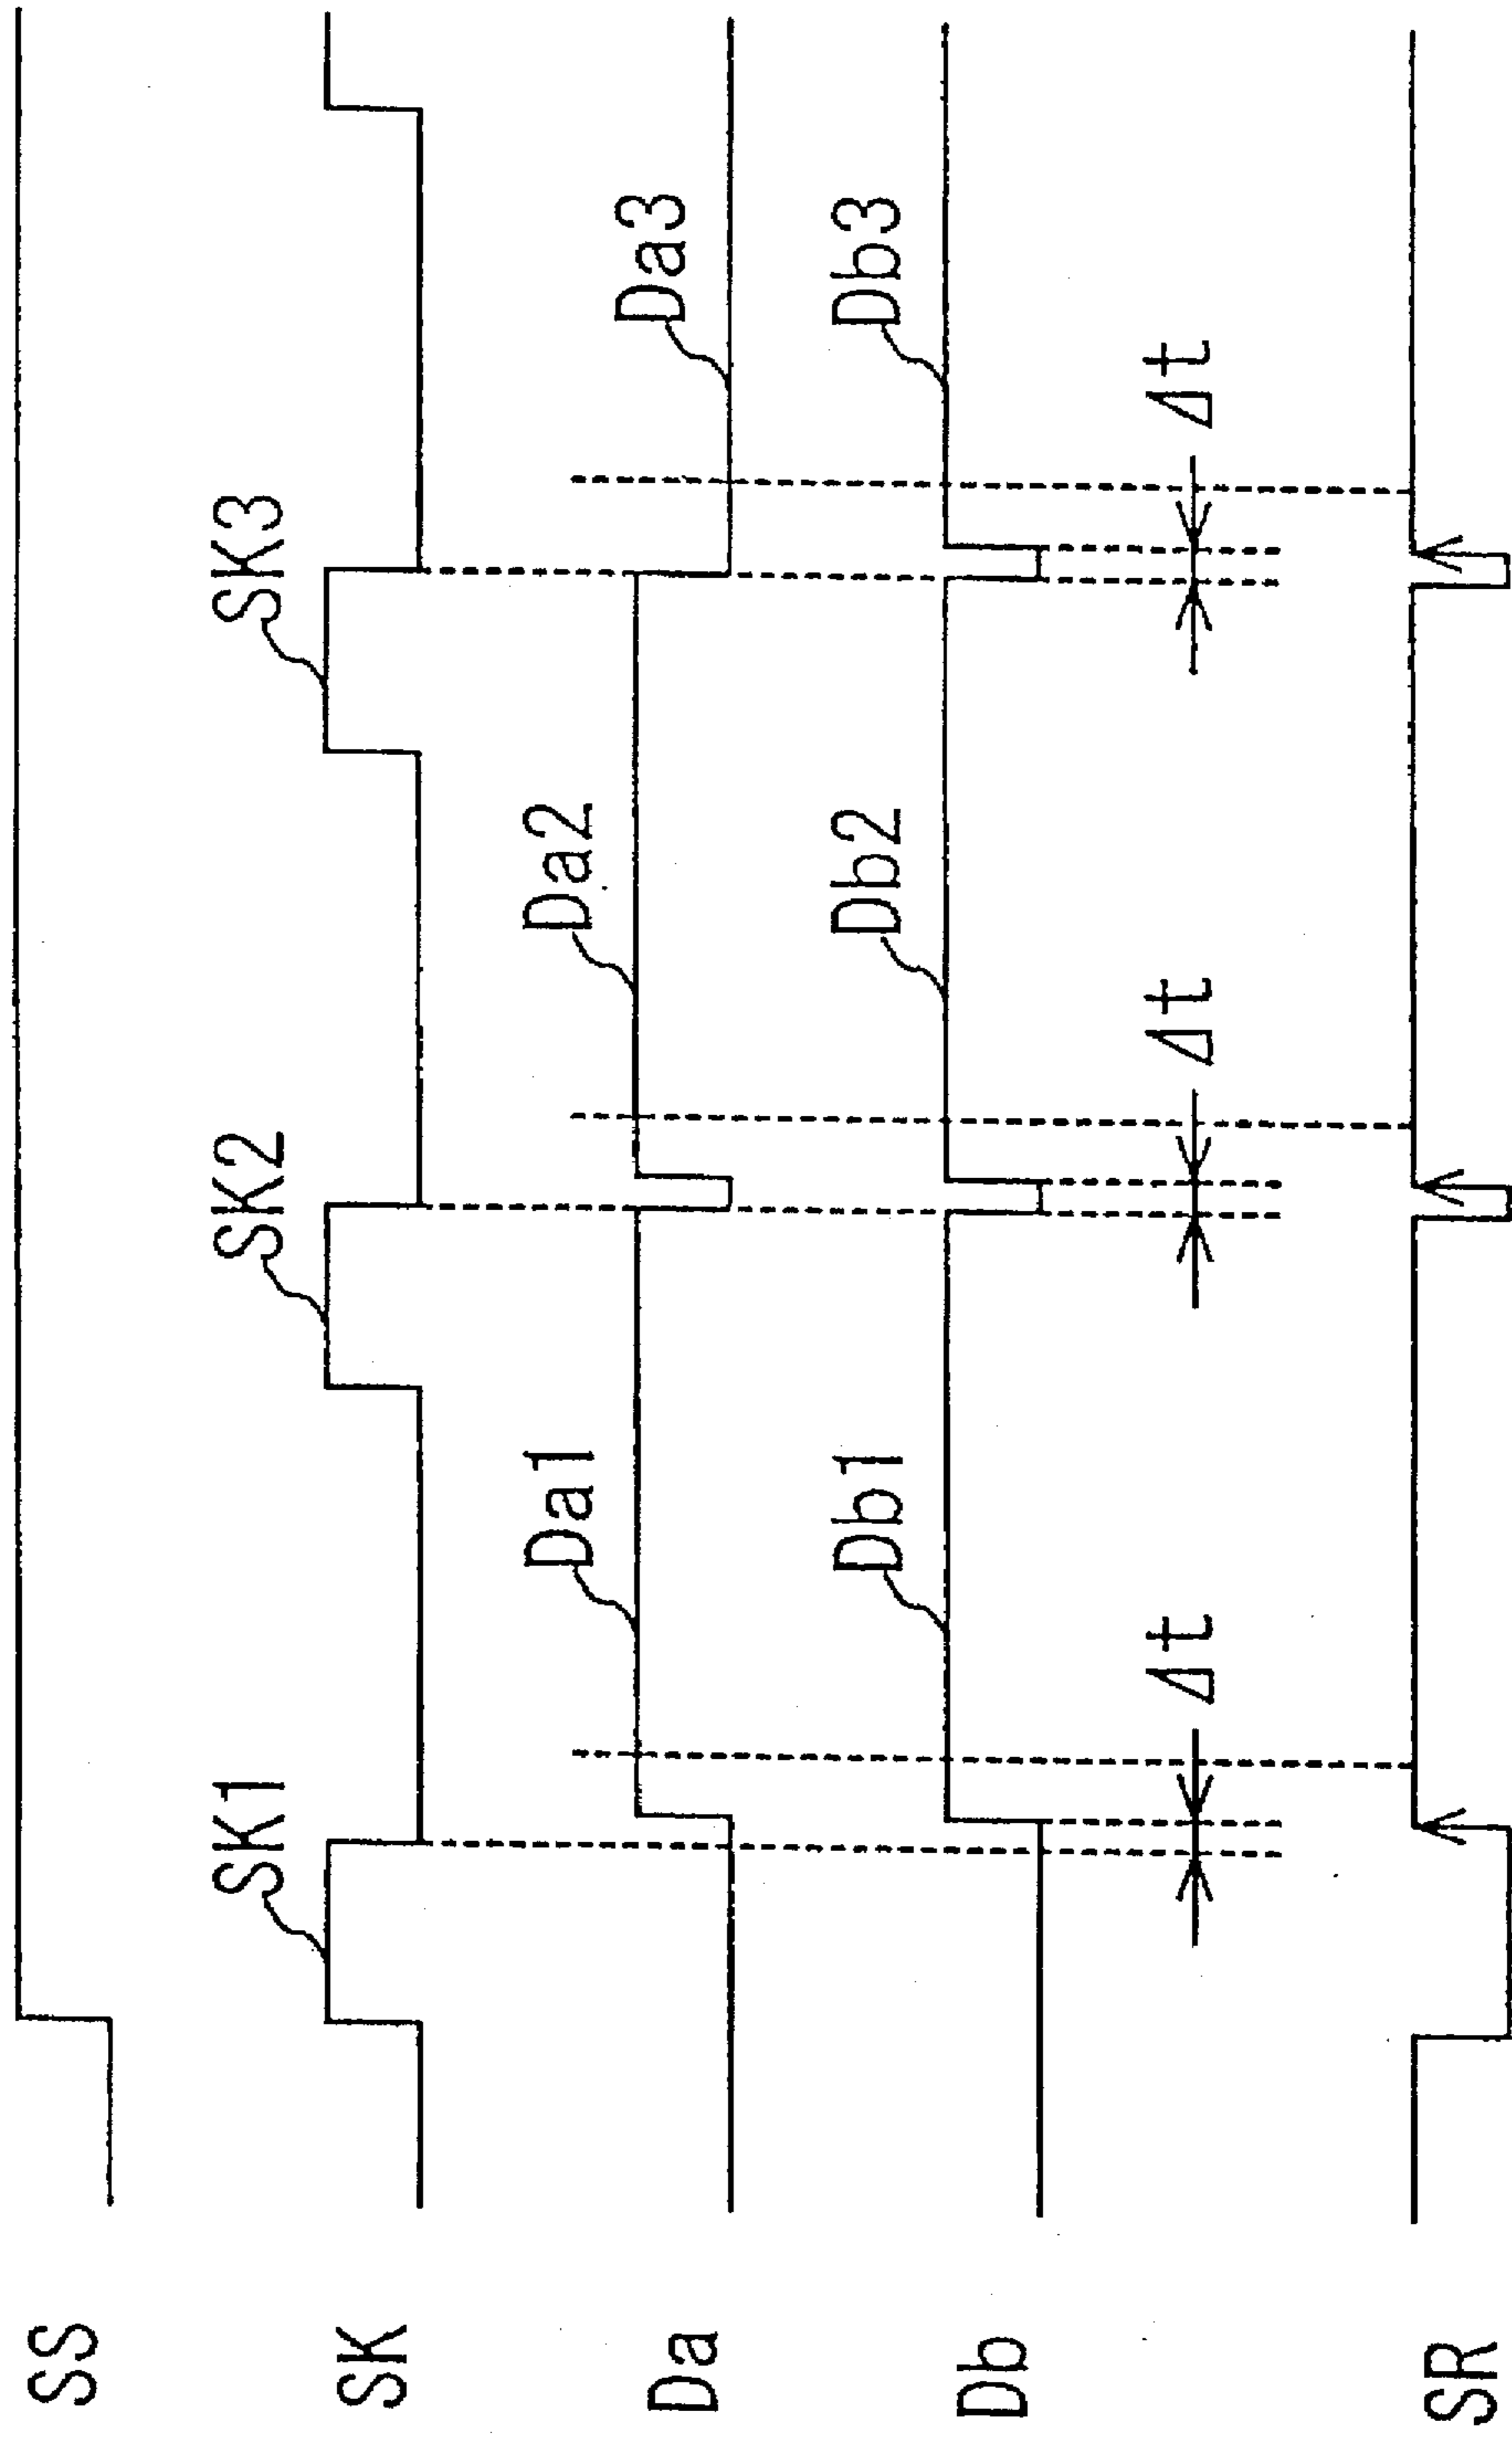 SS
SK
SK1
SK2
SK3
Da
Da1
Da2
Da3
Db
Db1
Db2
Db3
Δt
Δt
Δt
SR